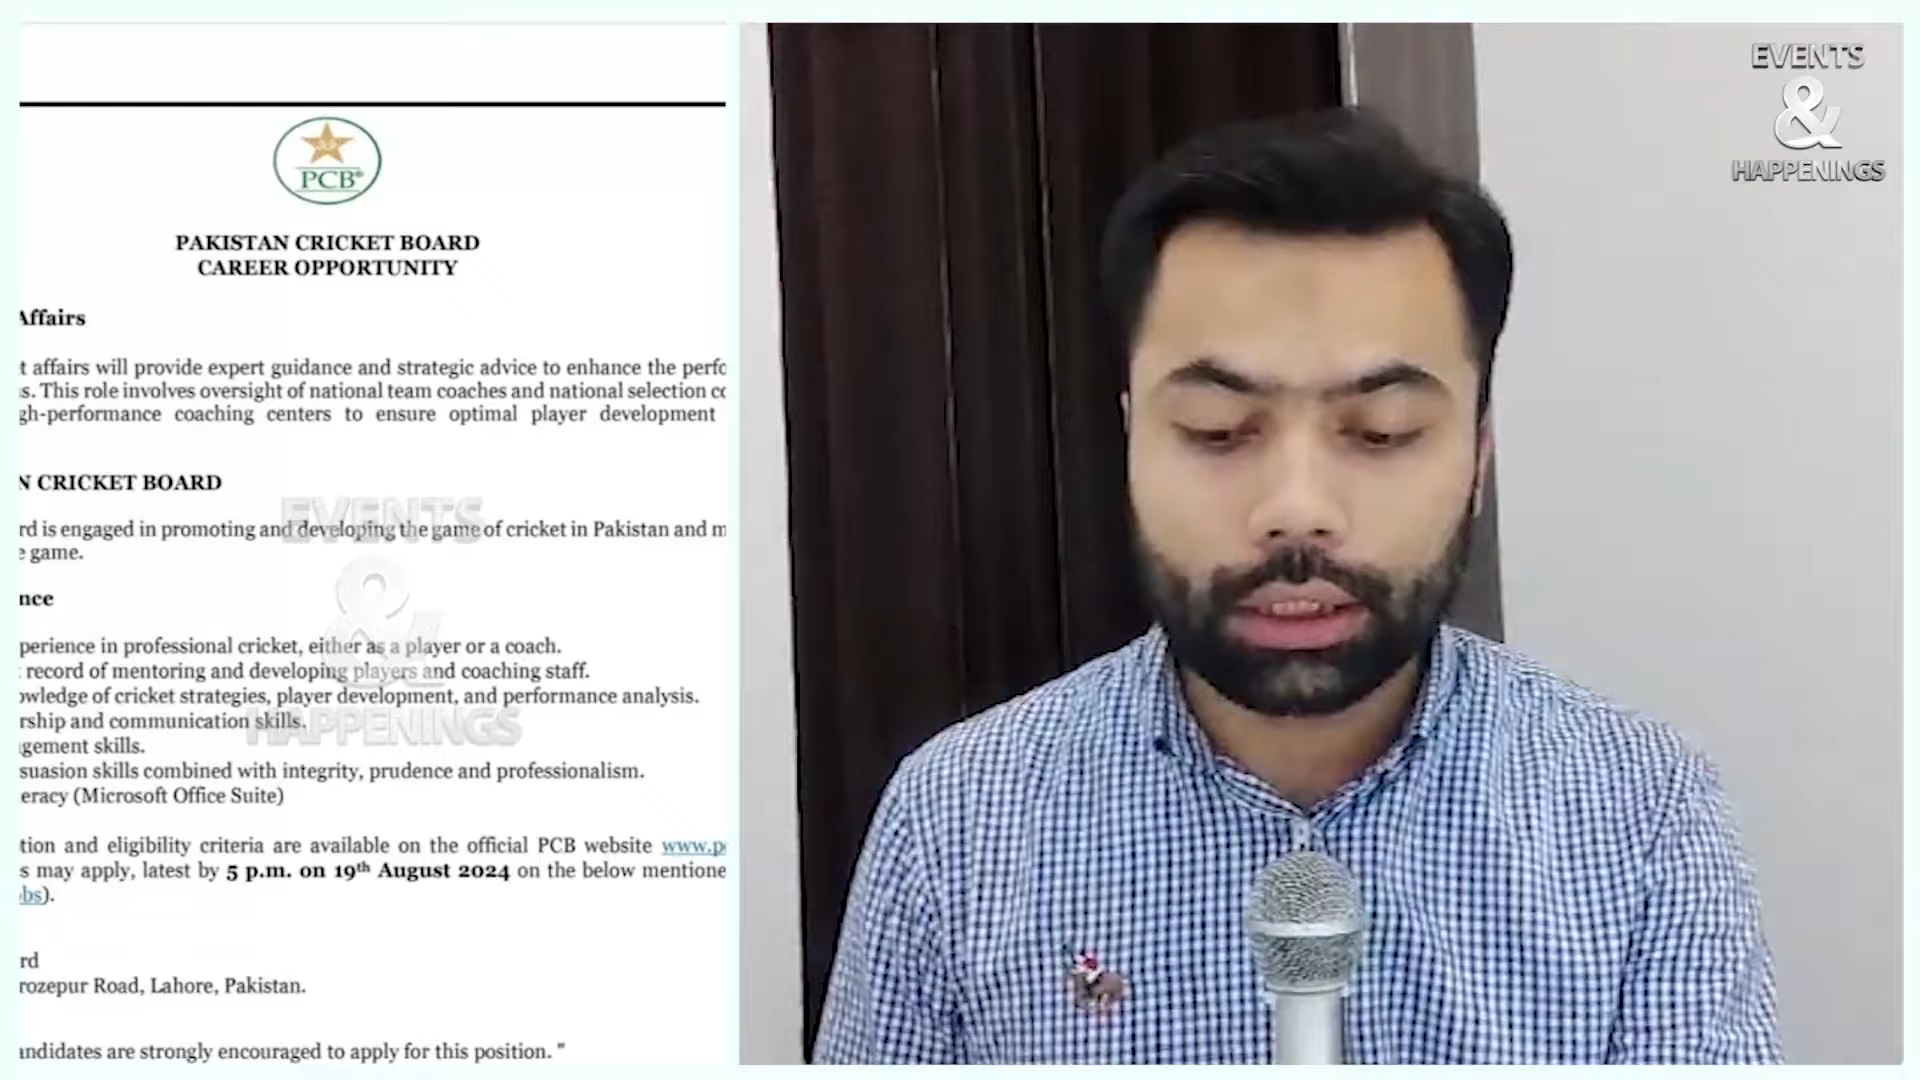 PCB
PAKISTAN CRICKET BOARD
CAREER OPPORTUNITY
Affairs
t affairs will provide expert guidance and strategic advice to enhance the perfo
s. This role involves oversight of national team coaches and national selection co
gh-performance coaching centers to ensure optimal player development
N CRICKET BOARD
rd is engaged in promoting and developing the game of cricket in Pakistan and m
e game.
nce
perience in professional cricket, either as a player or a coach.
record of mentoring and developing players and coaching staff.
owledge of cricket strategies, player development, and performance analysis.
rship and communication skills.
gement skills.
suasion skills combined with integrity, prudence and professionalism.
eracy (Microsoft Office Suite)
tion and eligibility criteria are available on the official PCB website www.pc
s may apply, latest by 5 p.m. on 19th August 2024 on the below mentione
bs).
rd
rozepur Road, Lahore, Pakistan.
andidates are strongly encouraged to apply for this position. "
EVENTS
&
HAPPENINGS
EVENTS
&
HAPPENINGS